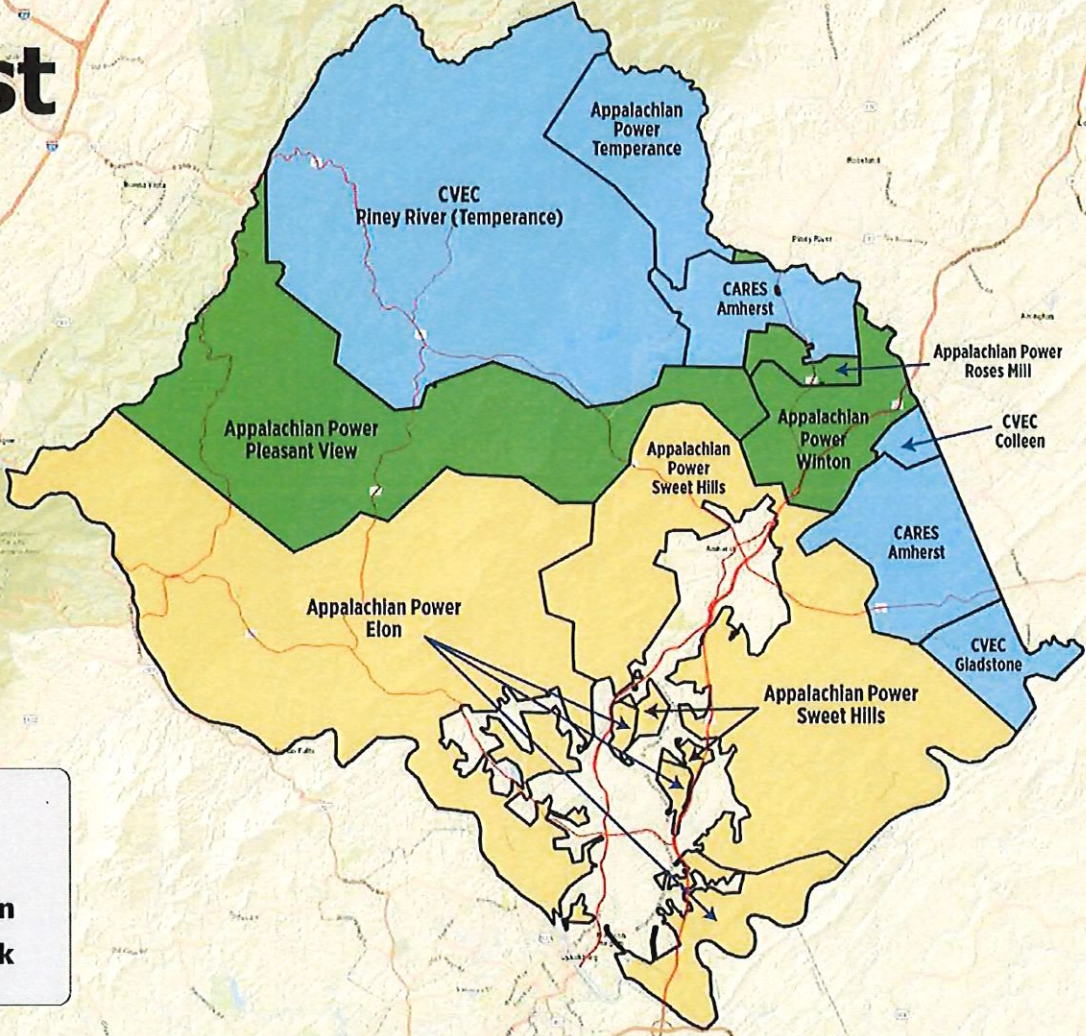 st
Appalachian
Power
Temperance
CVEC
Piney River (Temperance)
Piney River
CARES
Amherst
Appalachian Power
Roses Mill
Appalachian Power
Pleasant View
Appalachian
Power
Winton
CVEC
Colleen
Appalachian
Power
Sweet Hills
CARES
Amherst
Appalachian Power
Elon
CVEC
Gladstone
Appalachian Power
Sweet Hills
n
k